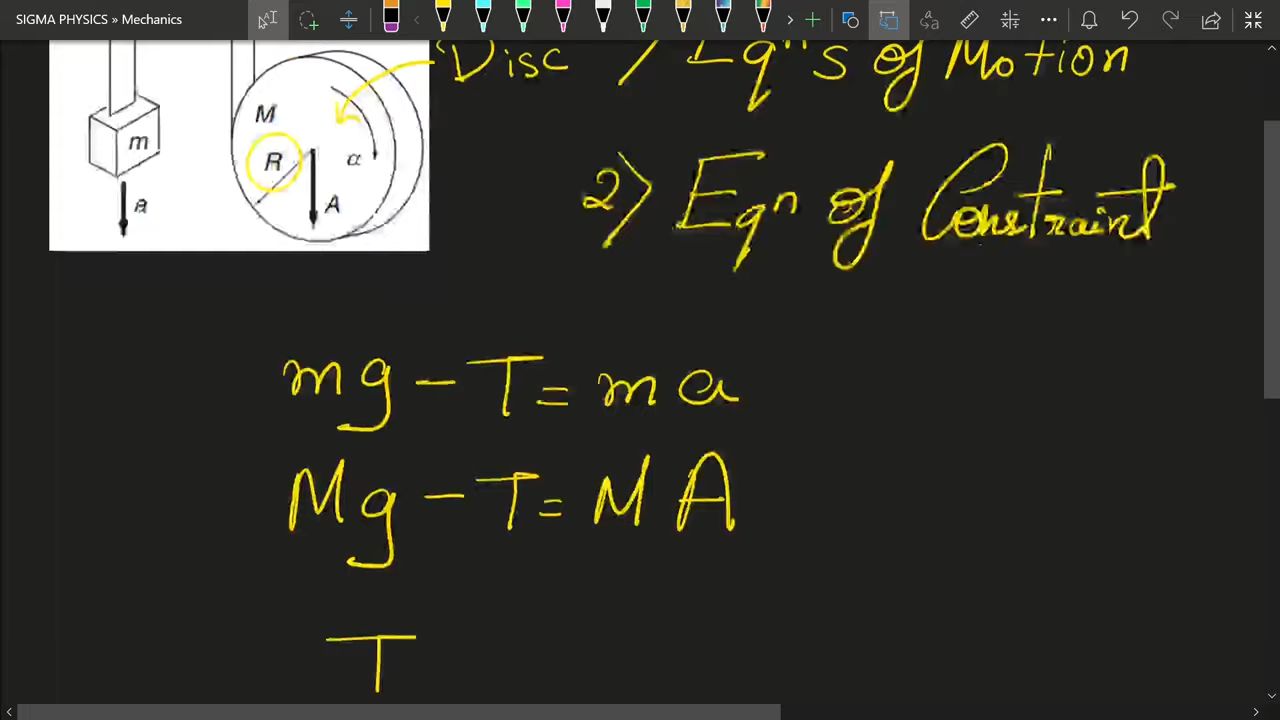 SIGMA PHYSICS » Mechanics
Disc / Eqⁿ's of Motion
M
m
R
α
a
A
2) Eqⁿ of Constraint
mg - T = ma
Mg - T = MA
T